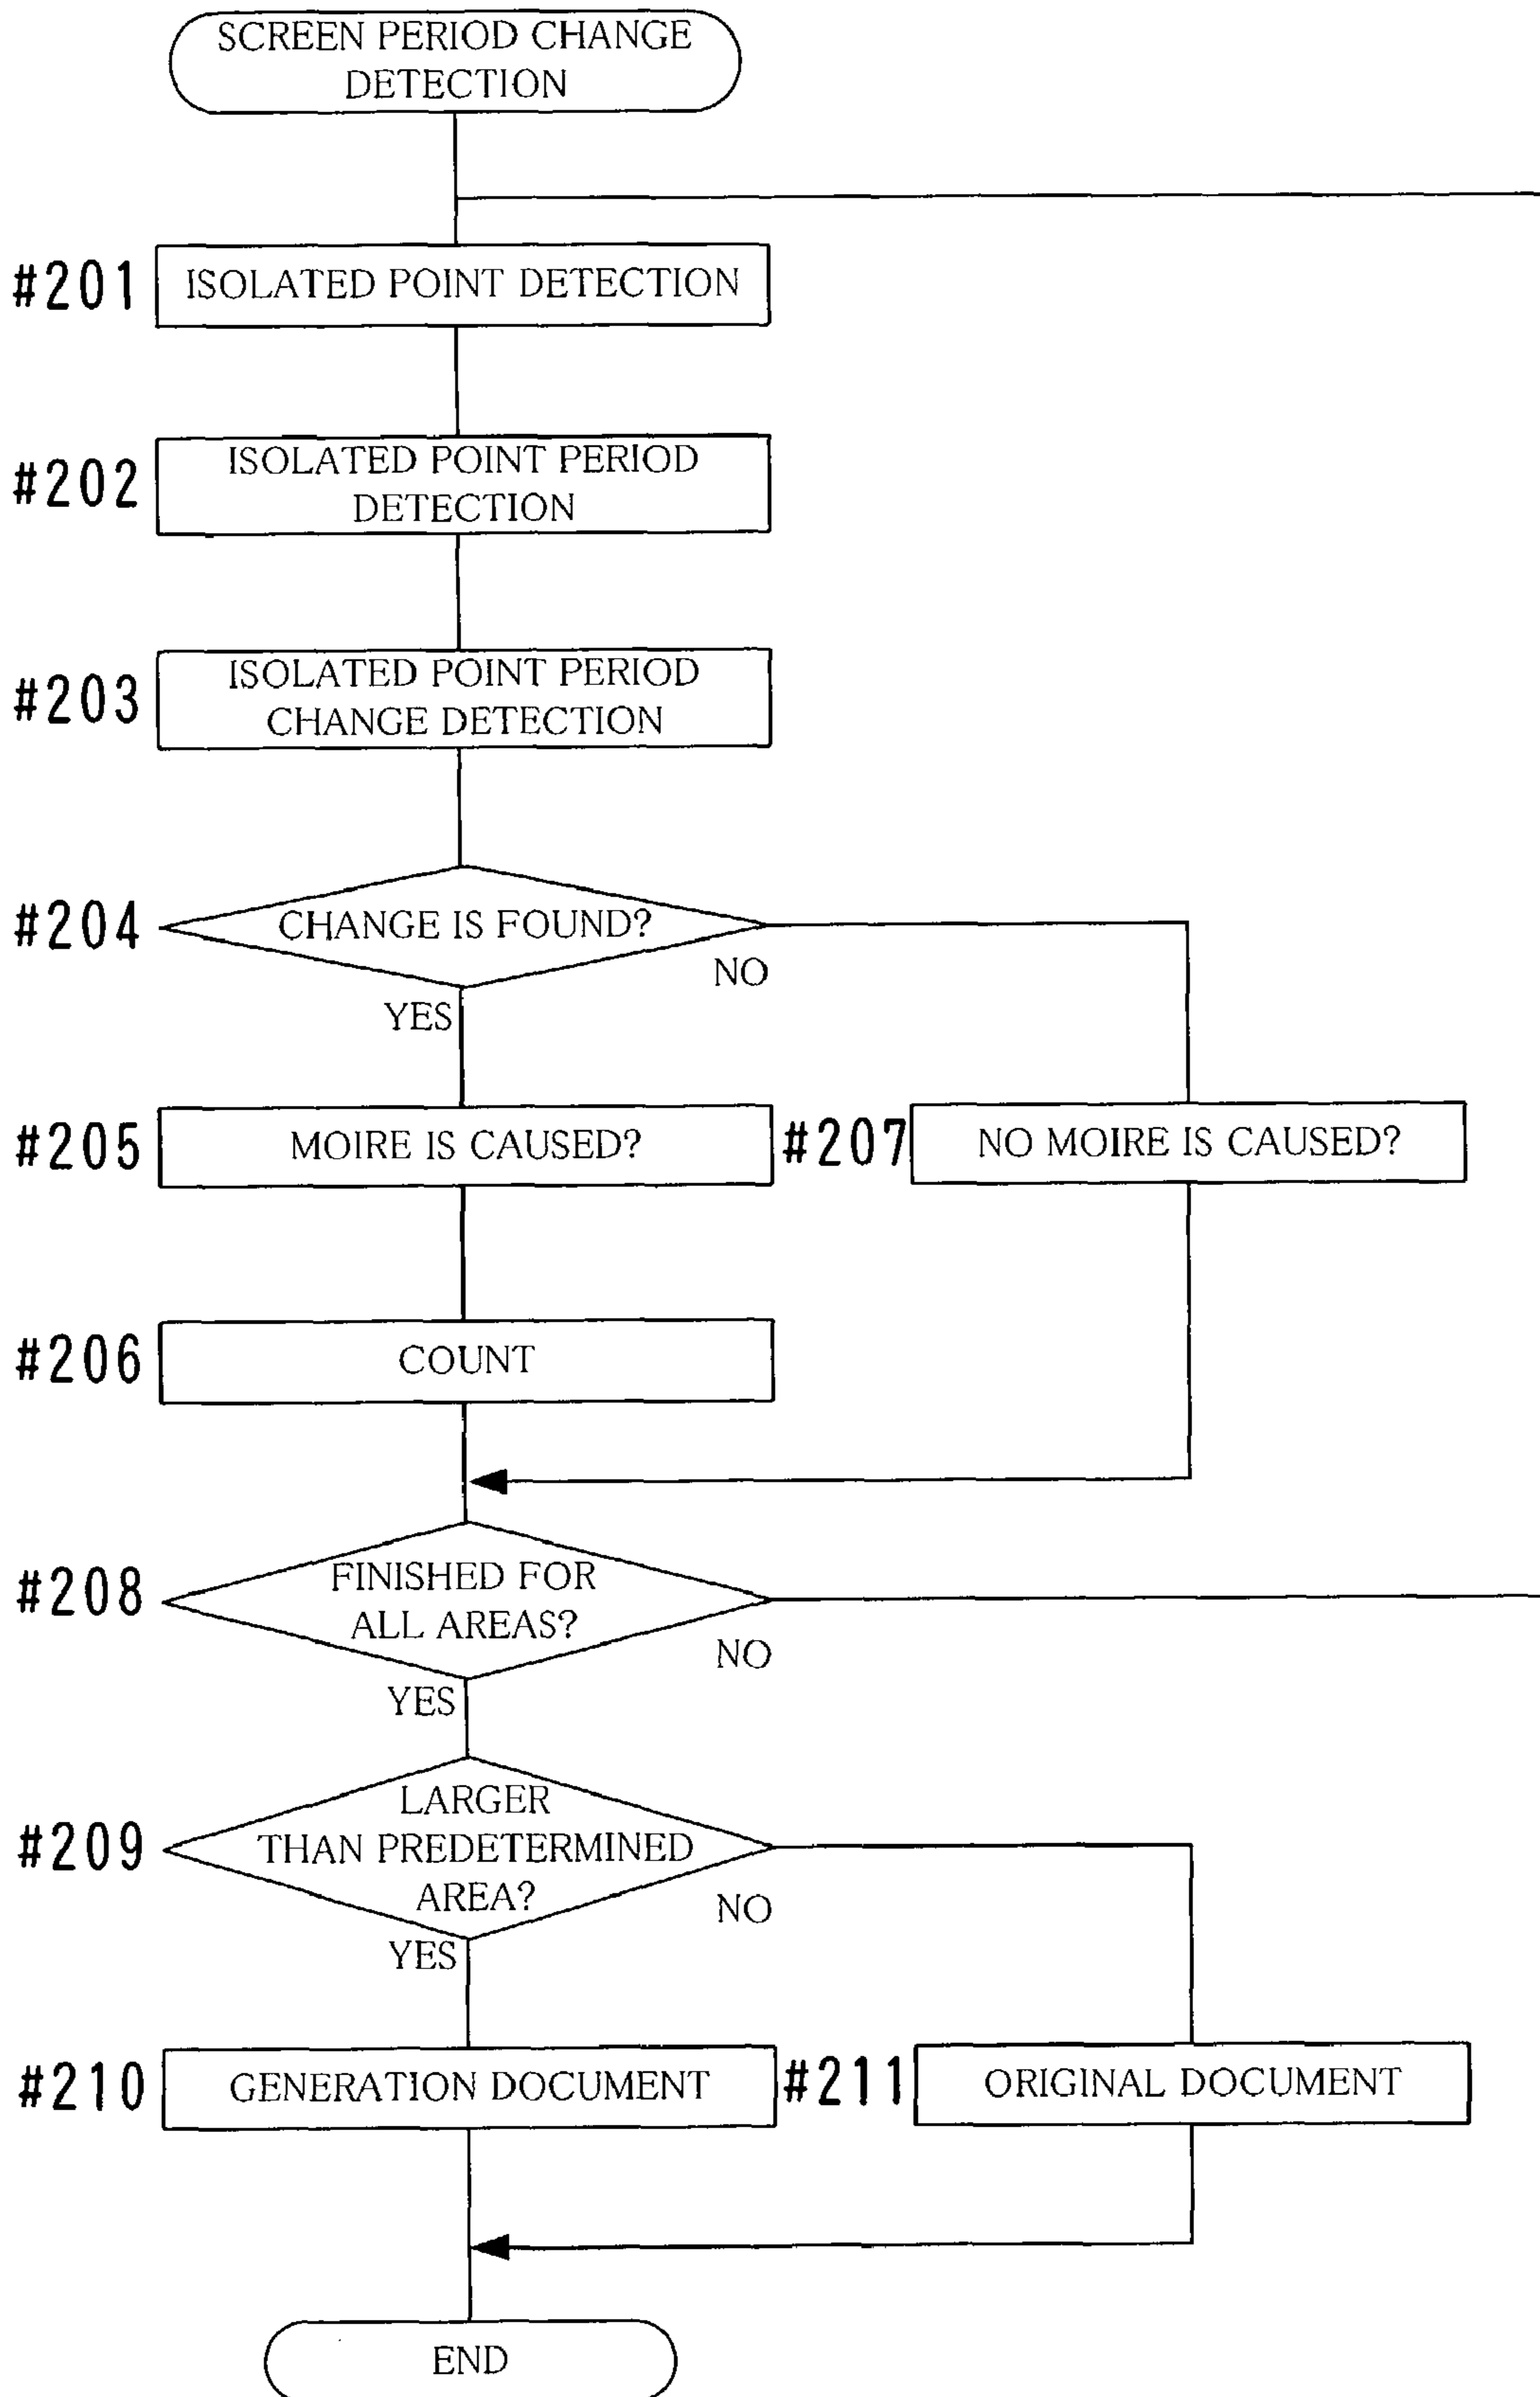 SCREEN PERIOD CHANGE
DETECTION
#201 ISOLATED POINT DETECTION
#202 ISOLATED POINT PERIOD
DETECTION
#203 ISOLATED POINT PERIOD
CHANGE DETECTION
#204 CHANGE IS FOUND?
NO
YES
#205 MOIRE IS CAUSED?
#207 NO MOIRE IS CAUSED?
#206 COUNT
#208 FINISHED FOR
ALL AREAS?
NO
YES
#209 LARGER
THAN PREDETERMINED
AREA?
NO
YES
#210 GENERATION DOCUMENT
#211 ORIGINAL DOCUMENT
END